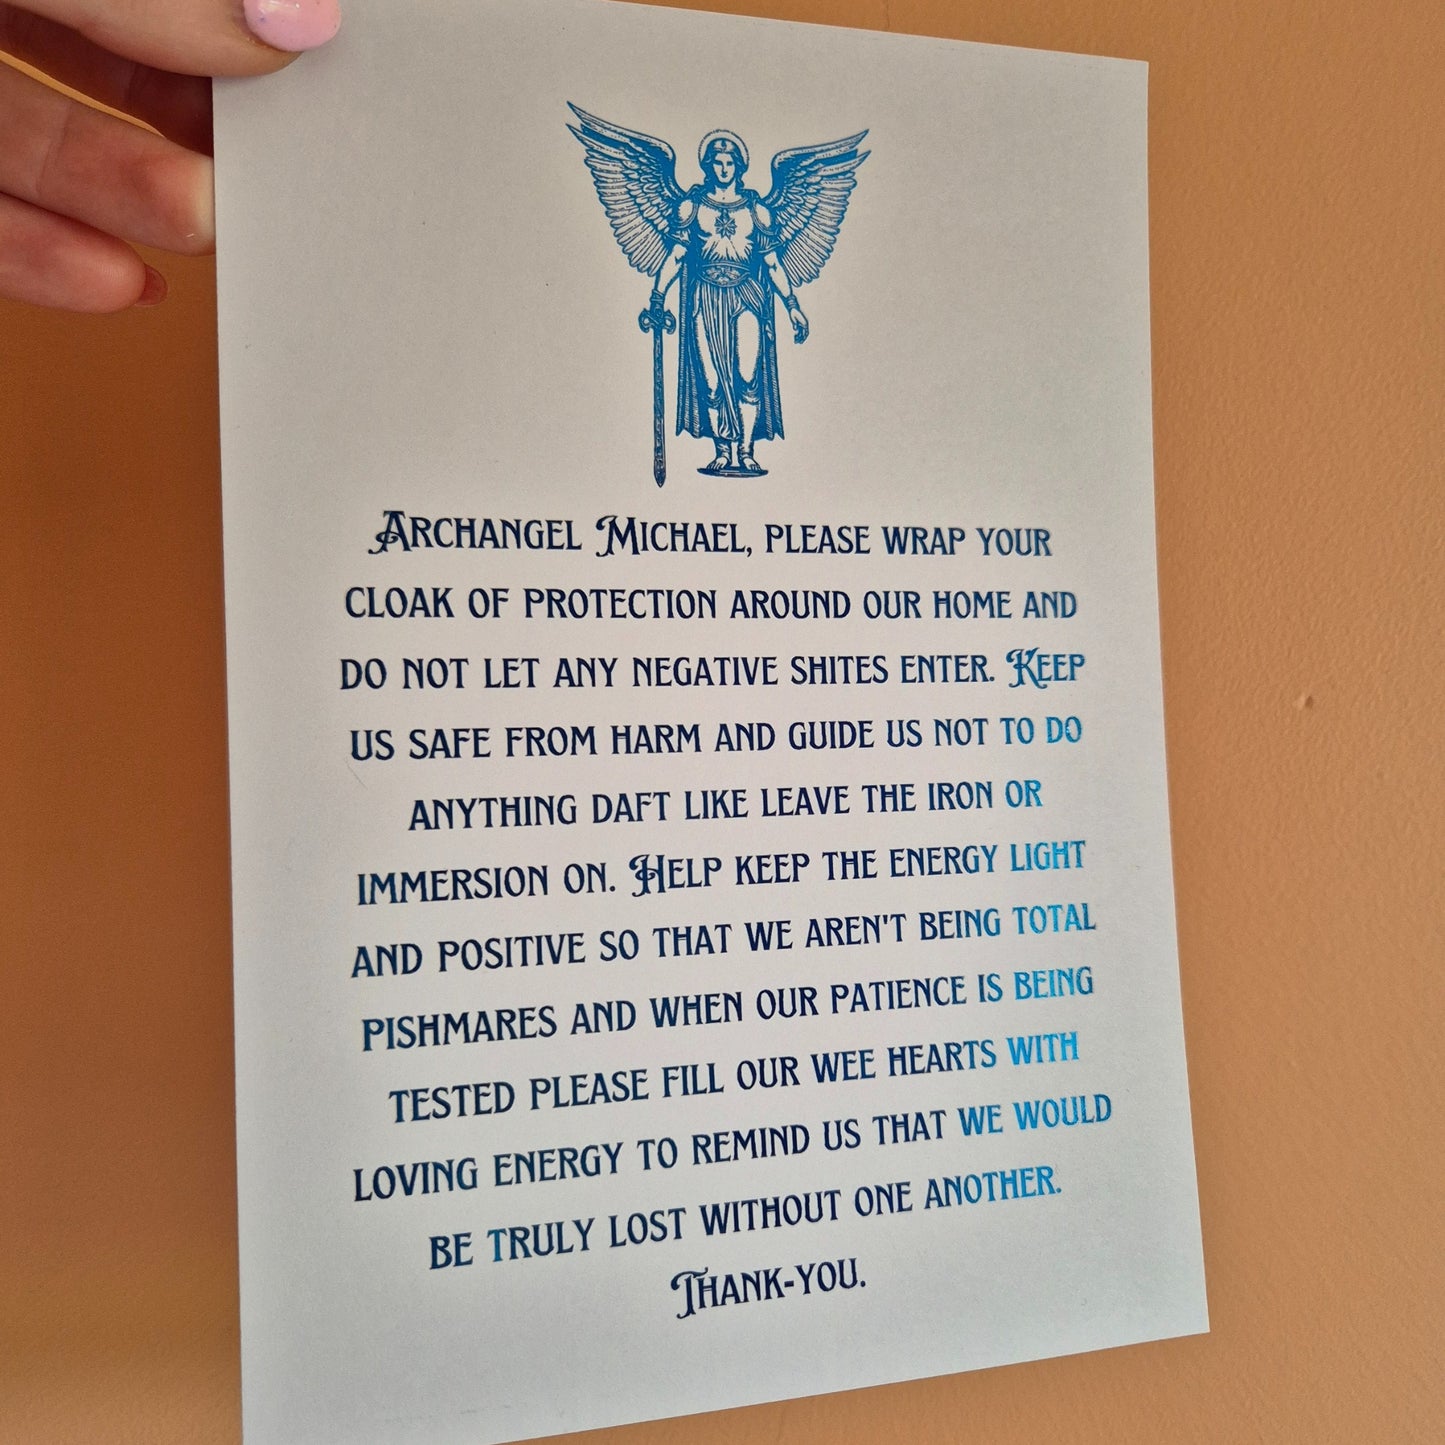 Archangel Michael, please wrap your
cloak of protection around our home and
do not let any negative shites enter. Keep
us safe from harm and guide us not to do
anything daft like leave the iron or
immersion on. Help keep the energy light
and positive so that we aren't being total
pishmares and when our patience is being
tested please fill our wee hearts with
loving energy to remind us that we would
be truly lost without one another.
Thank-you.